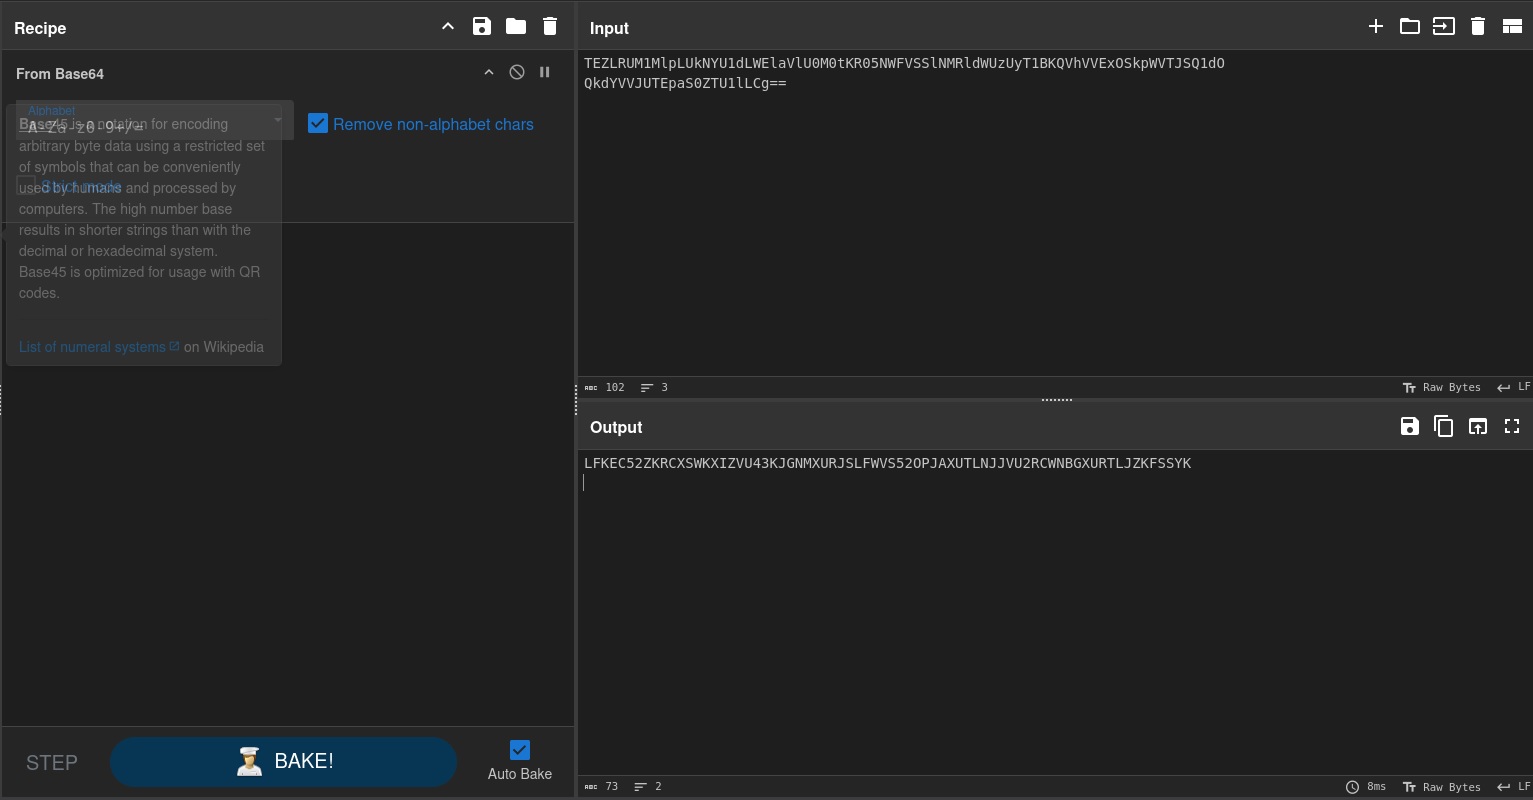 Recipe
From Base64
Alphabet
A-Za-z0-9+/=
Remove non-alphabet chars
Strict mode
Base45 is a notation for encoding
arbitrary byte data using a restricted set
of symbols that can be conveniently
used by humans and processed by
computers. The high number base
results in shorter strings than with the
decimal or hexadecimal system.
Base45 is optimized for usage with QR
codes.
List of numeral systems on Wikipedia
STEP
BAKE!
Auto Bake
Input
TEZLRUM1MlpLUkNYU1dLWElaVlU0M0tKR05NWFVSSlNMRldWUzUyT1BKQVhVVExOSkpWVTJSQ1dO
QkdYVVJUTEpaS0ZTU1lLCg==
ABC 102 3 Raw Bytes LF
Output
LFKEC52ZKRCXSWKXIZVU43KJGNMXURJSLFWVS52OPJAXUTLNJJVU2RCWNBGXURTLJZKFSSYK
ABC 73 2 8ms Raw Bytes LF